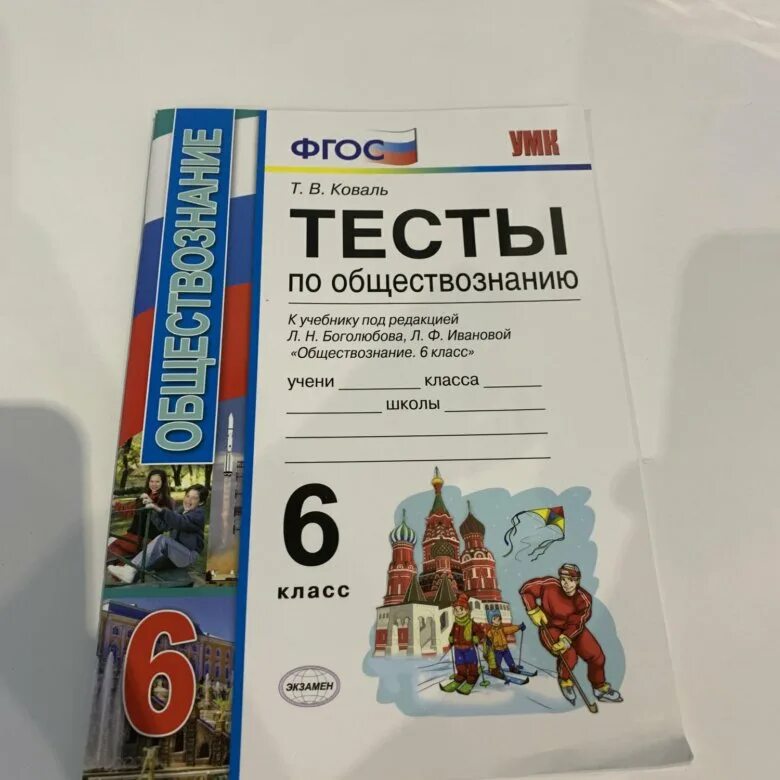 ОБЩЕСТВОЗНАНИЕ
ФГОС
УМК
Т. В. Коваль
ТЕСТЫ
по обществознанию
К учебнику под редакцией
Л. Н. Боголюбова, Л. Ф. Ивановой
«Обществознание. 6 класс»
учени класса
школы
6
класс
6
ЭКЗАМЕН